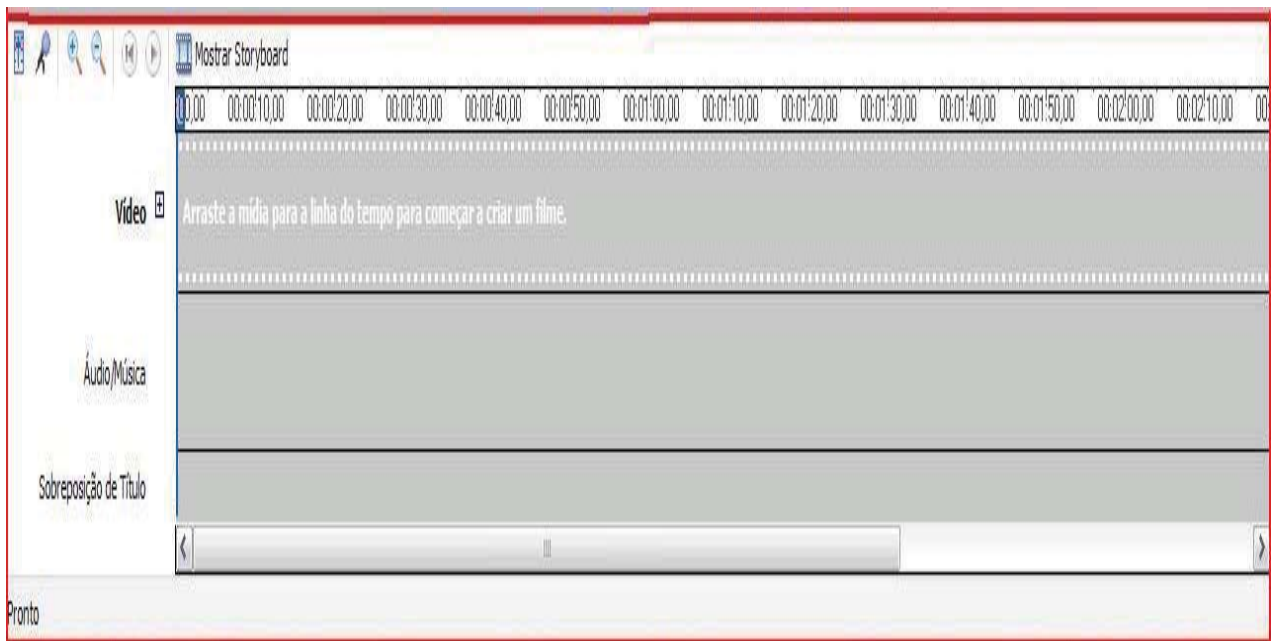 Mostrar Storyboard
0,00 00:00:10,00 00:00:20,00 00:00:30,00 00:00:40,00 00:00:50,00 00:01:00,00 00:01:10,00 00:01:20,00 00:01:30,00 00:01:40,00 00:01:50,00 00:02:00,00 00:02:10,00 00:
Vídeo Arraste a mídia para a linha do tempo para começar a criar um filme.
Áudio/Música
Sobreposição de Título
Pronto